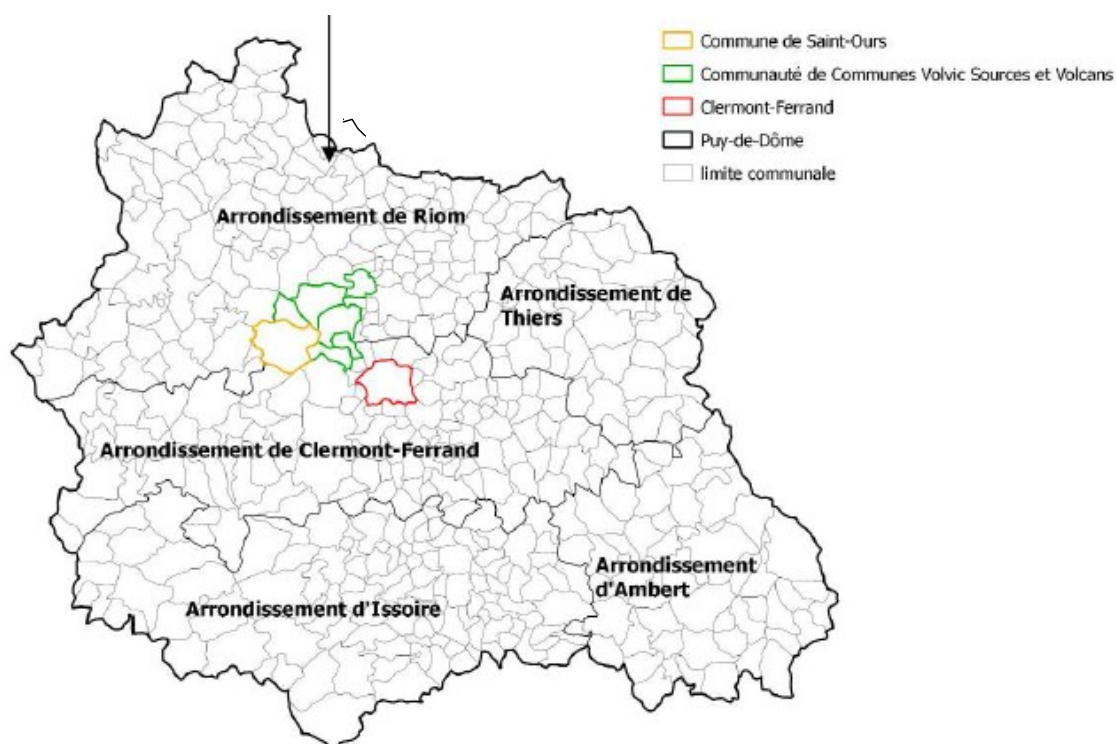 Commune de Saint-Ours
Communauté de Communes Volvic Sources et Volcans
Clermont-Ferrand
Puy-de-Dôme
limite communale
Arrondissement de Riom
Arrondissement de
Thiers
Arrondissement de Clermont-Ferrand
Arrondissement
d'Ambert
Arrondissement d'Issoire